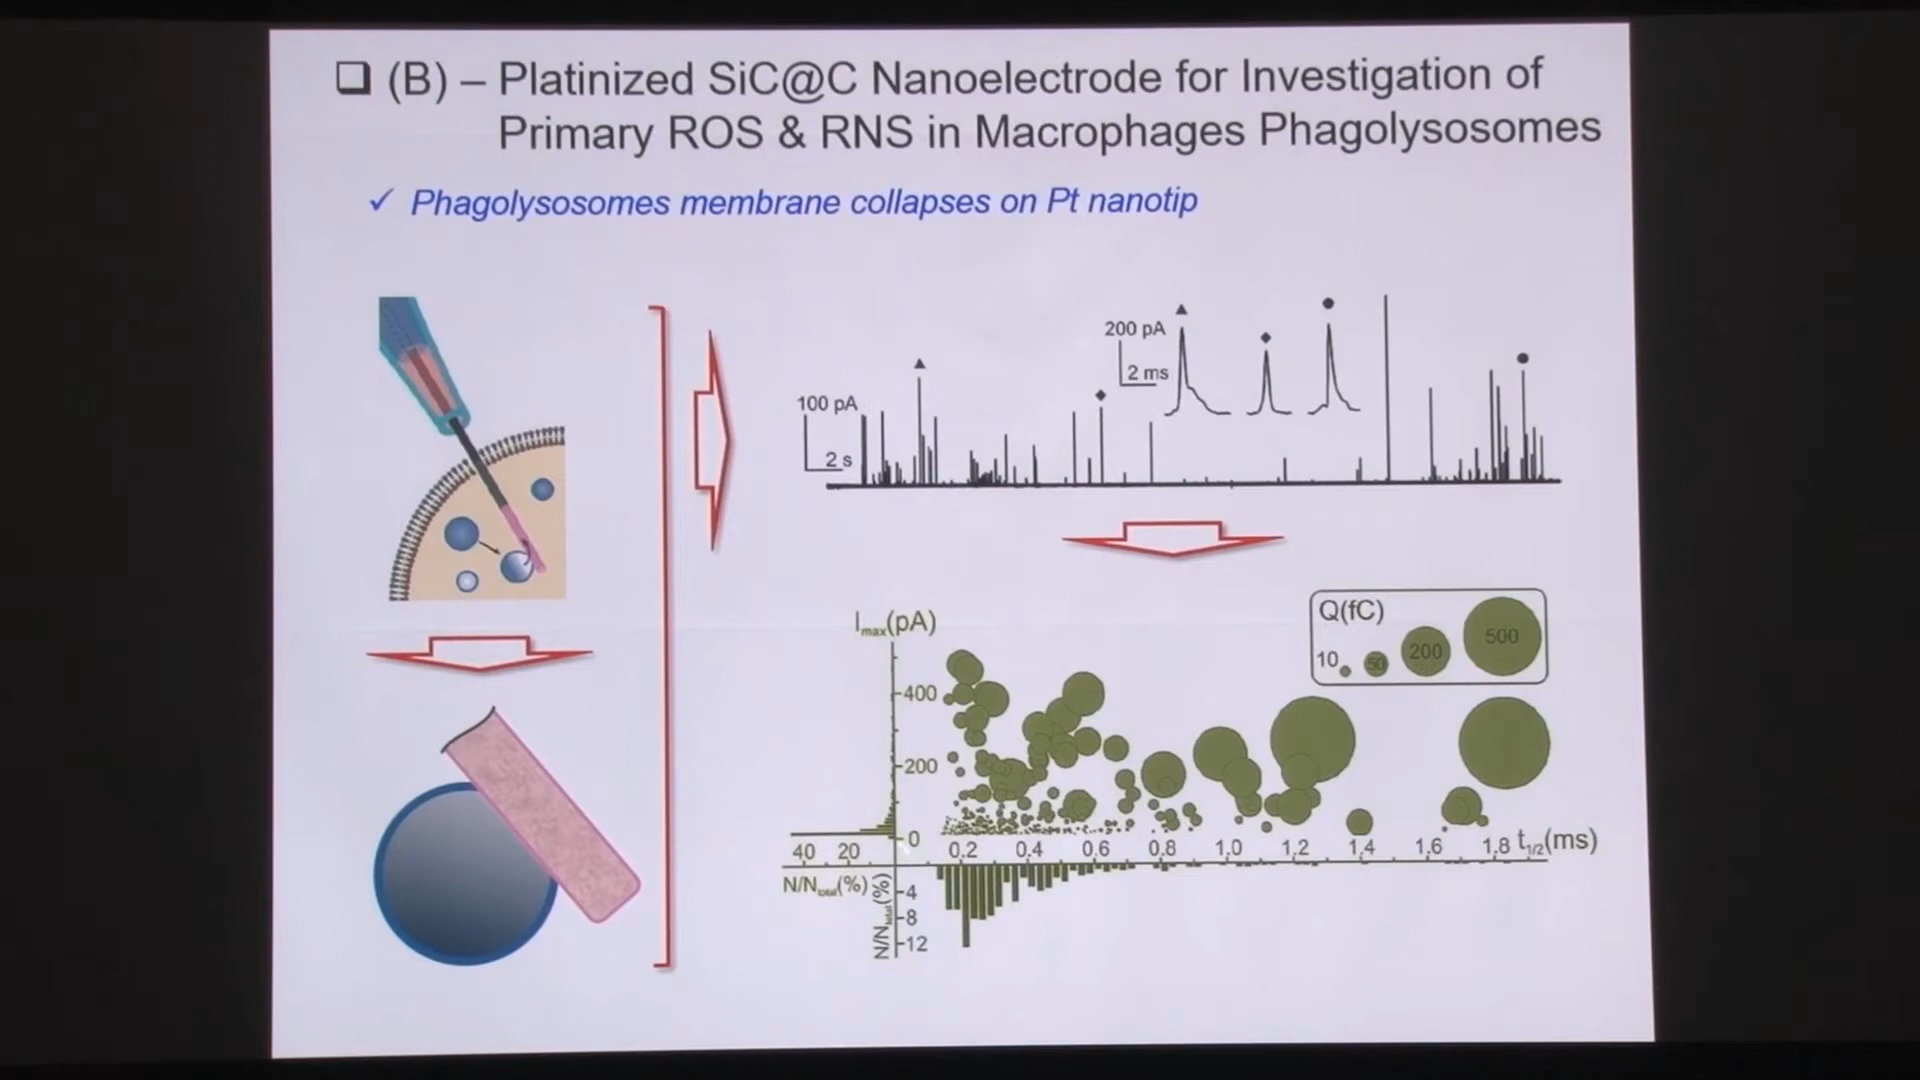 ❑ (B) – Platinized SiC@C Nanoelectrode for Investigation of
Primary ROS & RNS in Macrophages Phagolysosomes
✓ Phagolysosomes membrane collapses on Pt nanotip
200 pA
2 ms
100 pA
2 s
Imax(pA)
400
200
0
Q(fC)
10
50
200
500
40 20
0.2 0.4 0.6 0.8 1.0 1.2 1.4 1.6 1.8 t1/2(ms)
N/Ntotal(%)
N/Ntotal(%)
4
8
12